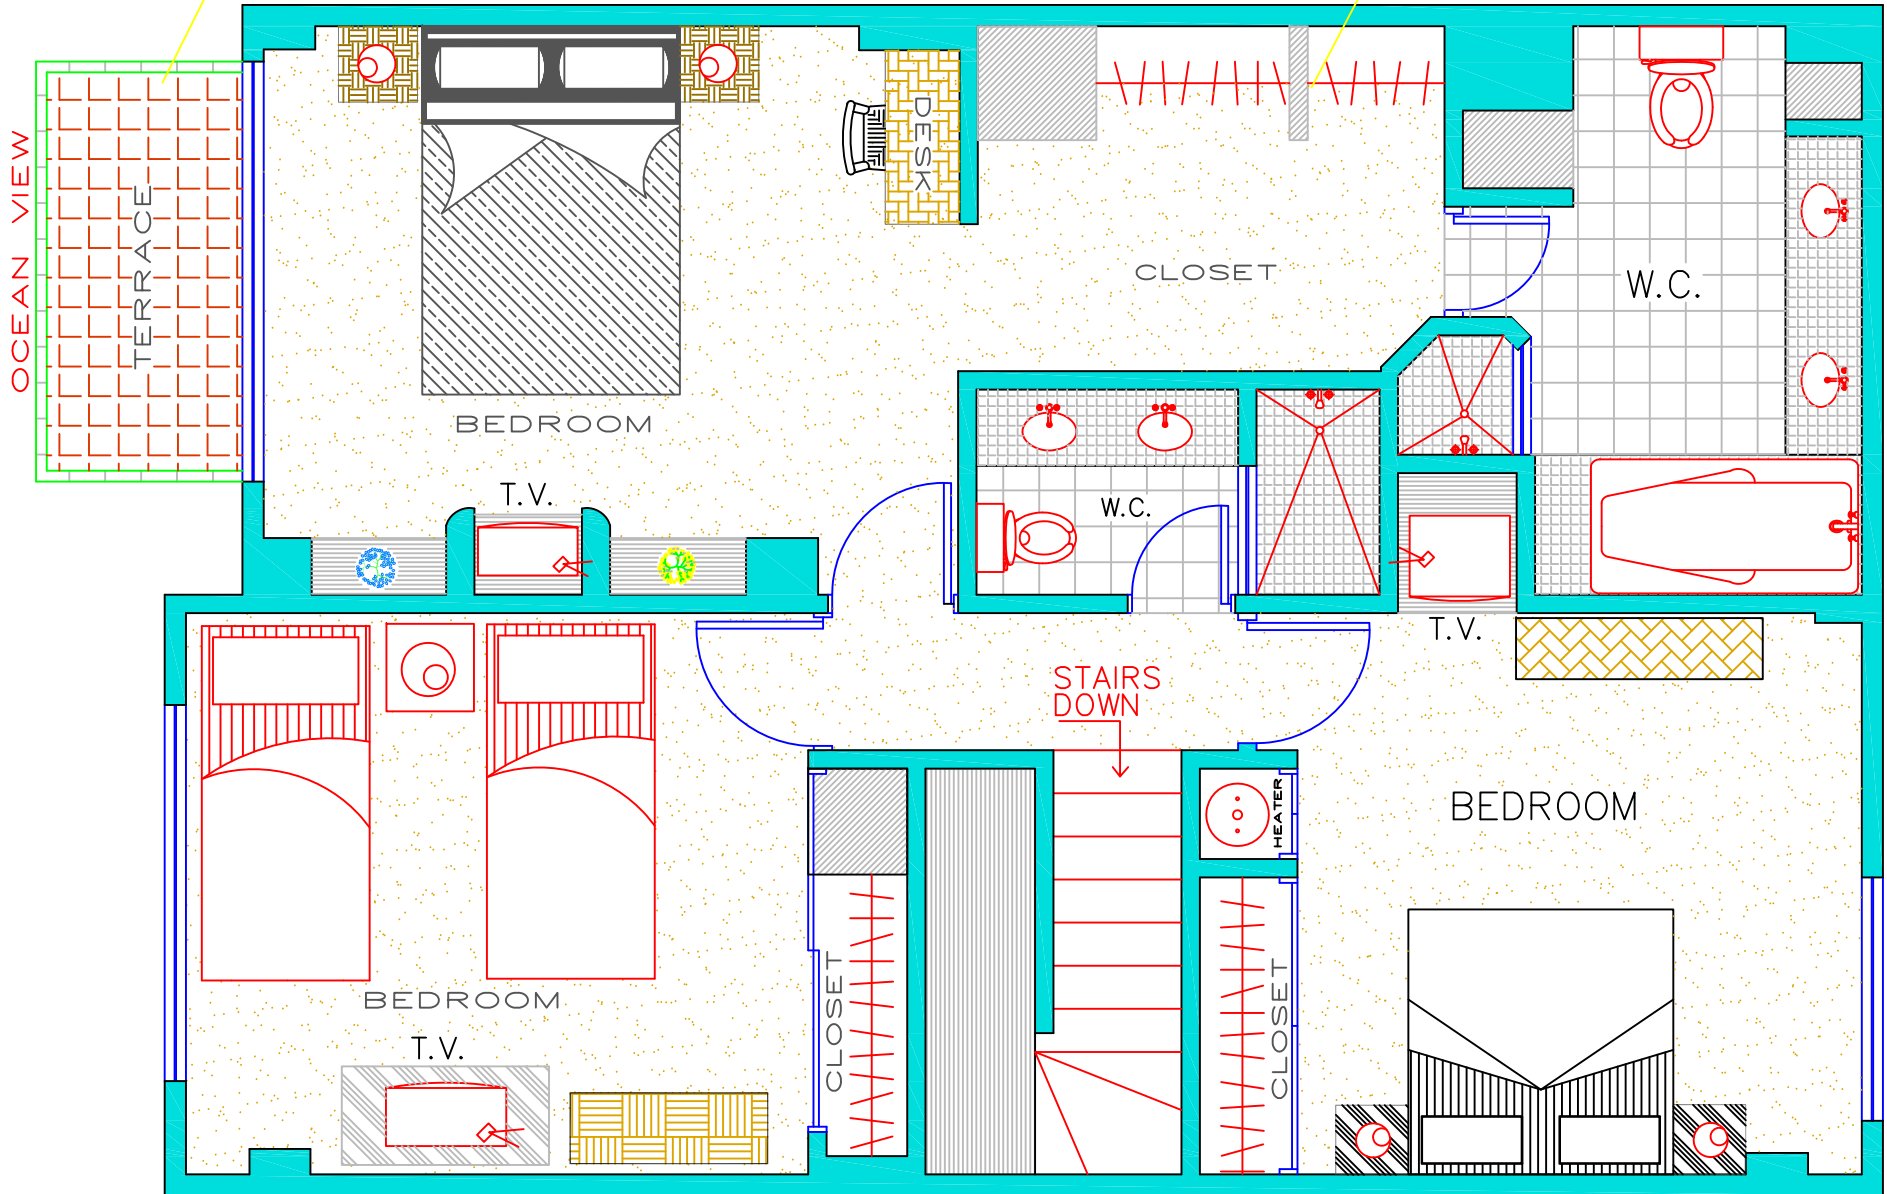 OCEAN VIEW
TERRACE
DESK
CLOSET
W.C.
BEDROOM
T.V.
W.C.
T.V.
STAIRS
DOWN
HEATER
BEDROOM
BEDROOM
T.V.
CLOSET
CLOSET